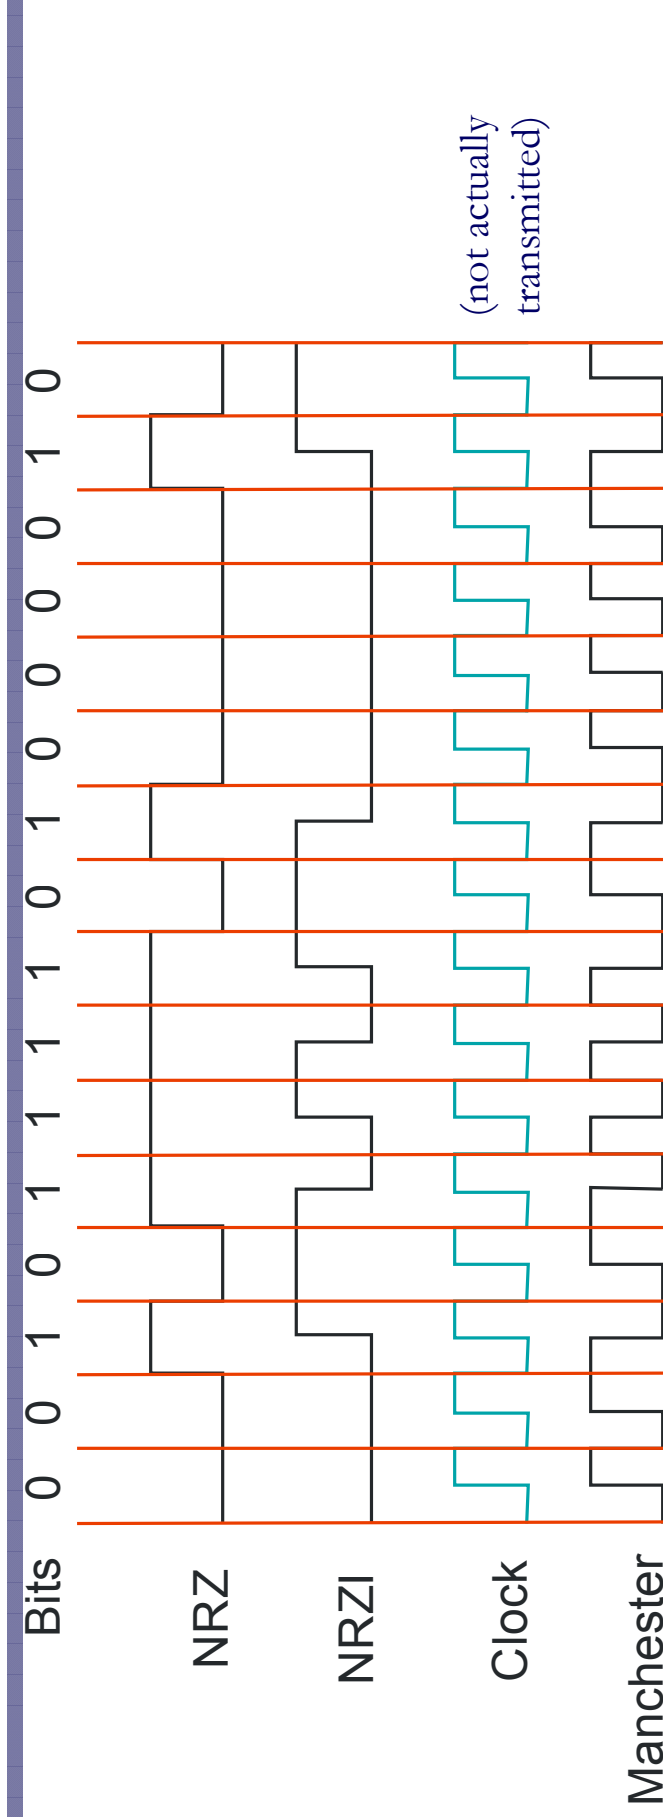 Bits 0 0 1 0 1 1 1 1 0 1 0 0 0 0 1 0
NRZ
NRZI
Clock
(not actually
transmitted)
Manchester